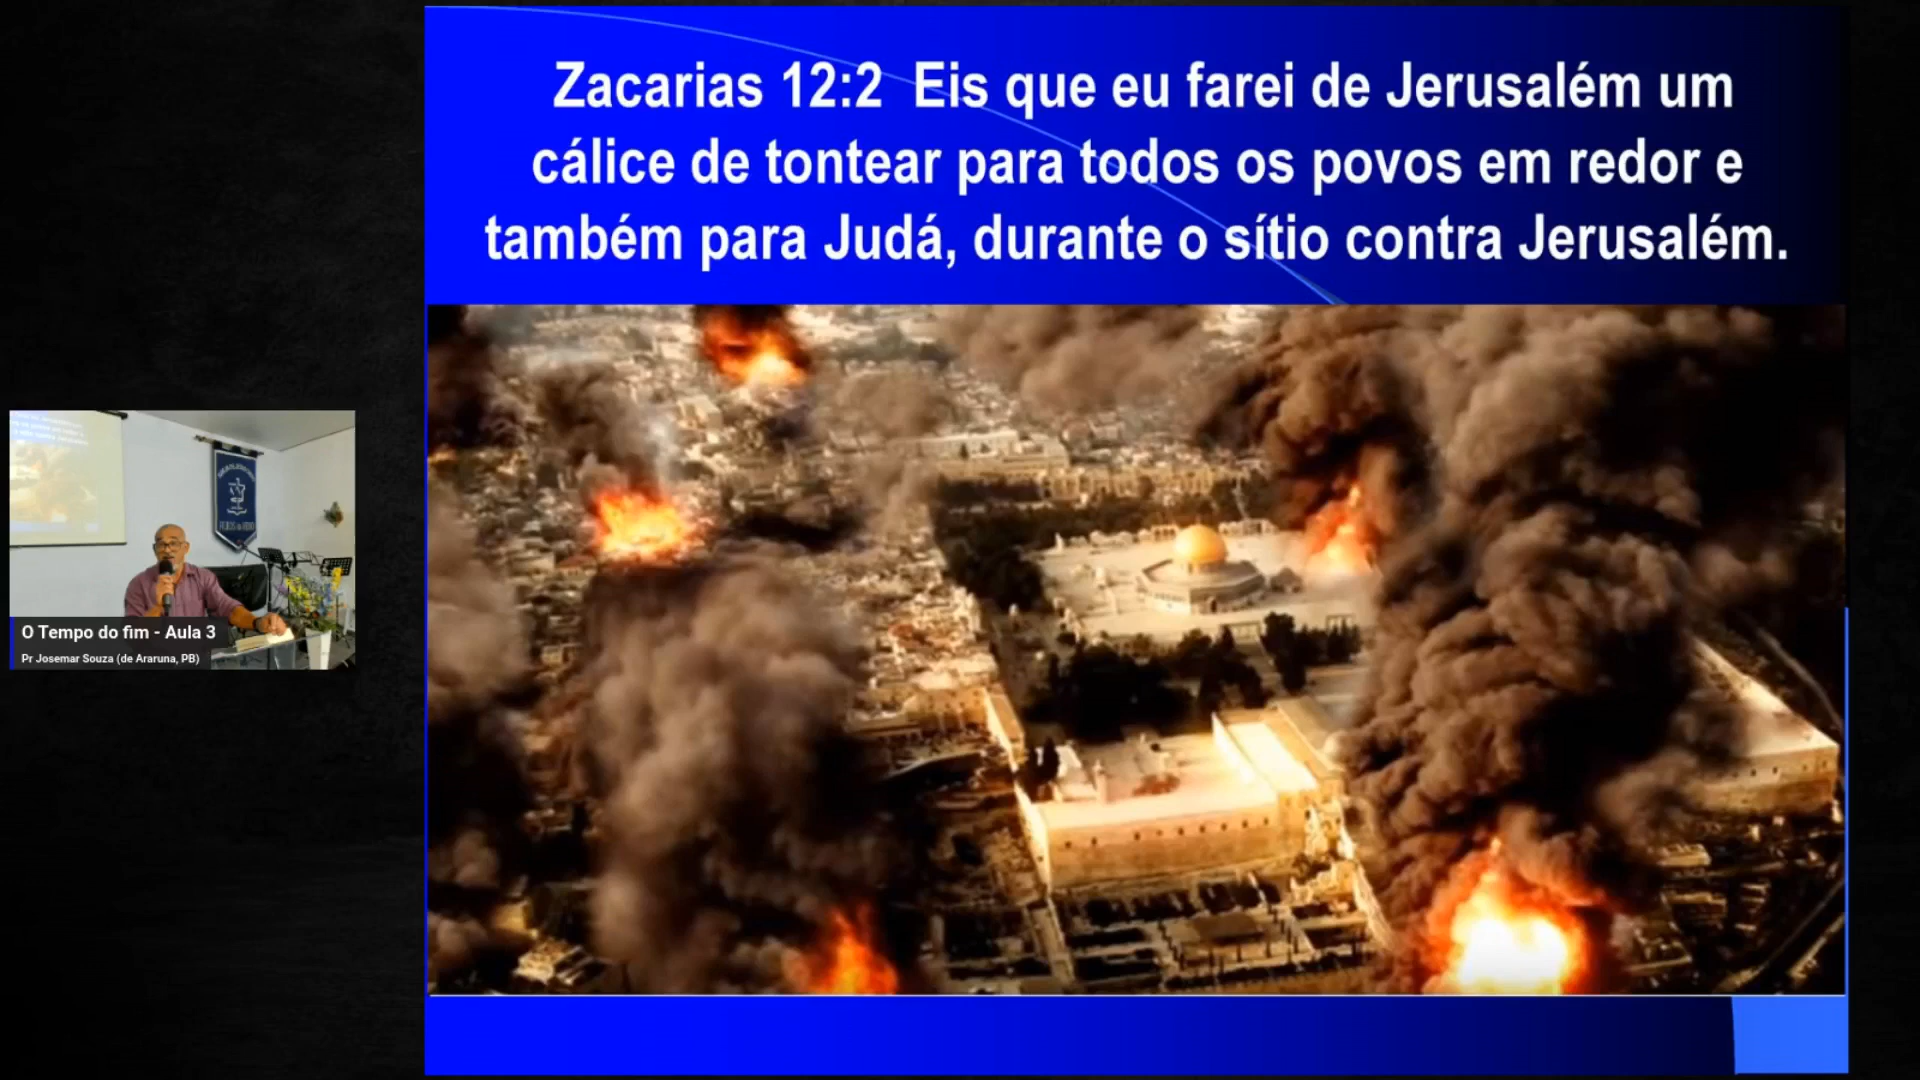 Zacarias 12:2 Eis que eu farei de Jerusalém um
cálice de tontear para todos os povos em redor e
também para Judá, durante o sítio contra Jerusalém.
O Tempo do fim - Aula 3
Pr Josemar Souza (de Araruna, PB)